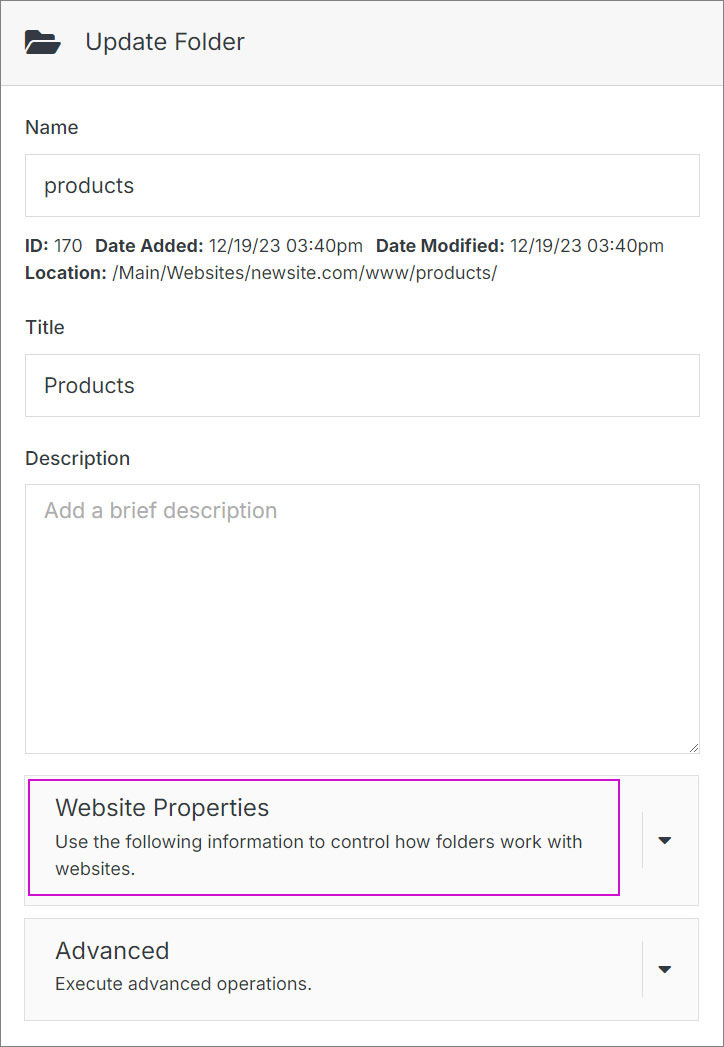 Update Folder
Name
products
ID: 170 Date Added: 12/19/23 03:40pm Date Modified: 12/19/23 03:40pm
Location: /Main/Websites/newsite.com/www/products/
Title
Products
Description
Add a brief description
Website Properties
Use the following information to control how folders work with
websites.
Advanced
Execute advanced operations.